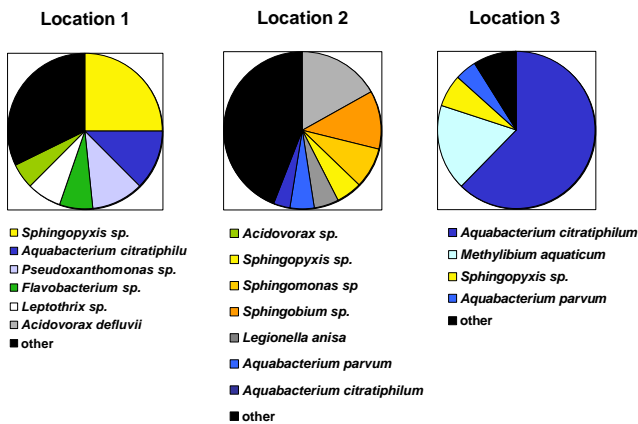 Location 1
Location 2
Location 3
Sphingopyxis sp.
Aquabacterium citratiphilu
Pseudoxanthomonas sp.
Flavobacterium sp.
Leptothrix sp.
Acidovorax defluvii
other
Acidovorax sp.
Sphingopyxis sp.
Sphingomonas sp
Sphingobium sp.
Legionella anisa
Aquabacterium parvum
Aquabacterium citratiphilum
other
Aquabacterium citratiphilum
Methylibium aquaticum
Sphingopyxis sp.
Aquabacterium parvum
other